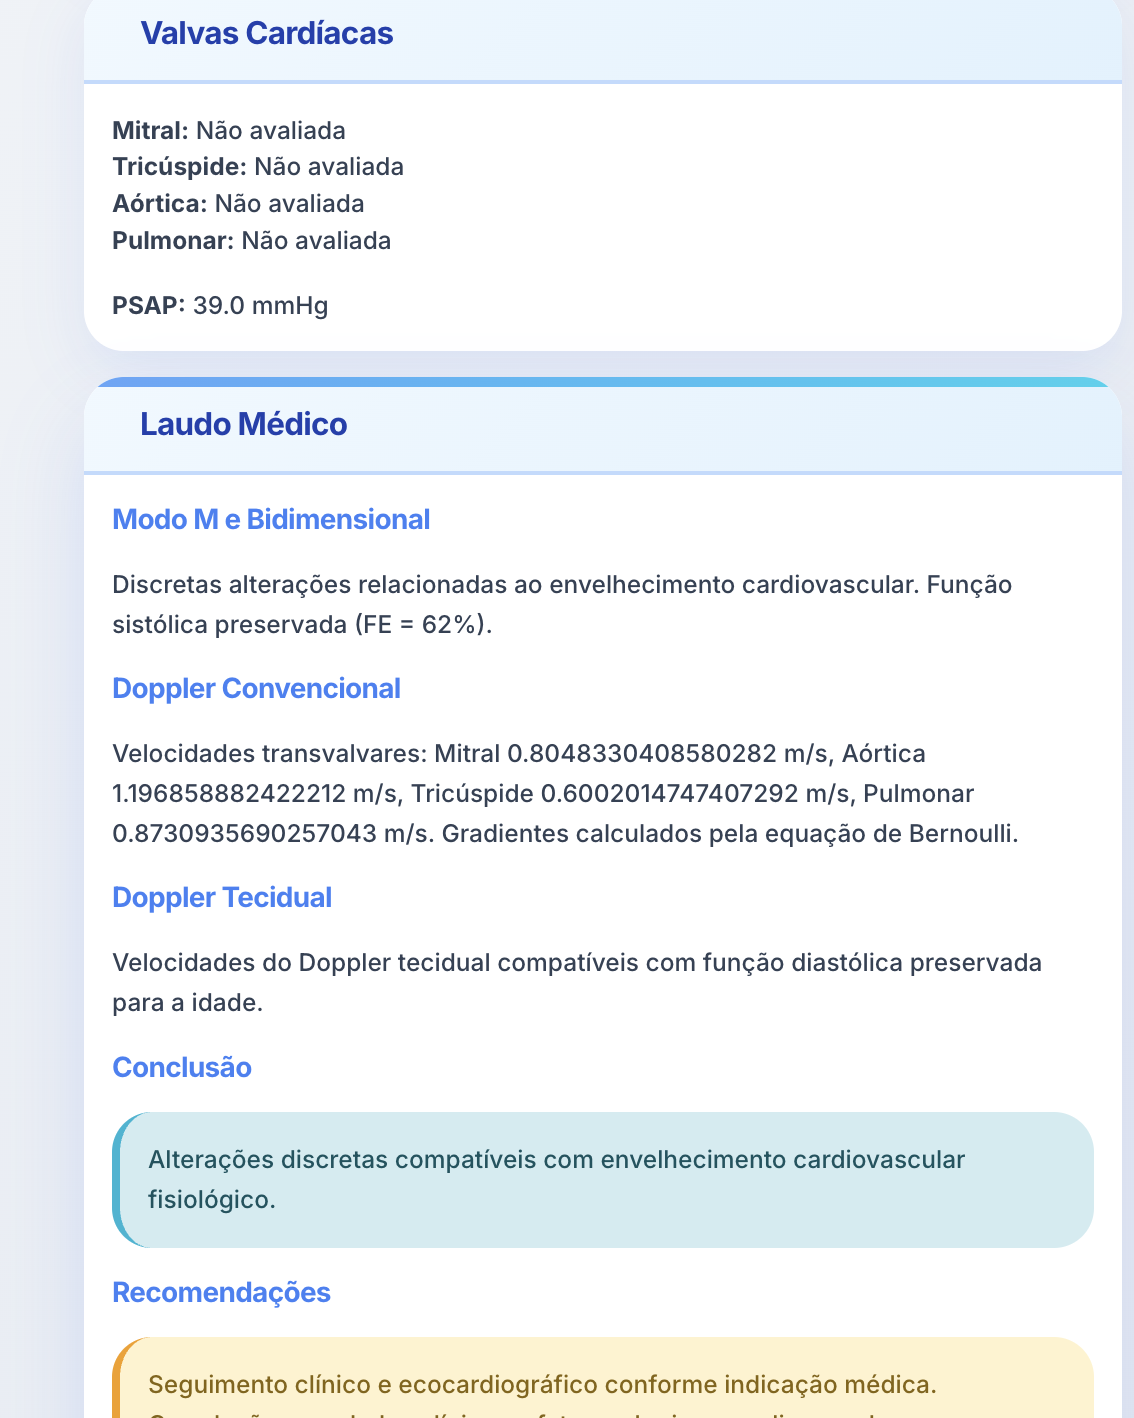 Valvas Cardíacas
Mitral: Não avaliada
Tricúspide: Não avaliada
Aórtica: Não avaliada
Pulmonar: Não avaliada
PSAP: 39.0 mmHg
Laudo Médico
Modo M e Bidimensional
Discretas alterações relacionadas ao envelhecimento cardiovascular. Função
sistólica preservada (FE = 62%).
Doppler Convencional
Velocidades transvalvares: Mitral 0.8048330408580282 m/s, Aórtica
1.196858882422212 m/s, Tricúspide 0.6002014747407292 m/s, Pulmonar
0.8730935690257043 m/s. Gradientes calculados pela equação de Bernoulli.
Doppler Tecidual
Velocidades do Doppler tecidual compatíveis com função diastólica preservada
para a idade.
Conclusão
Alterações discretas compatíveis com envelhecimento cardiovascular
fisiológico.
Recomendações
Seguimento clínico e ecocardiográfico conforme indicação médica.